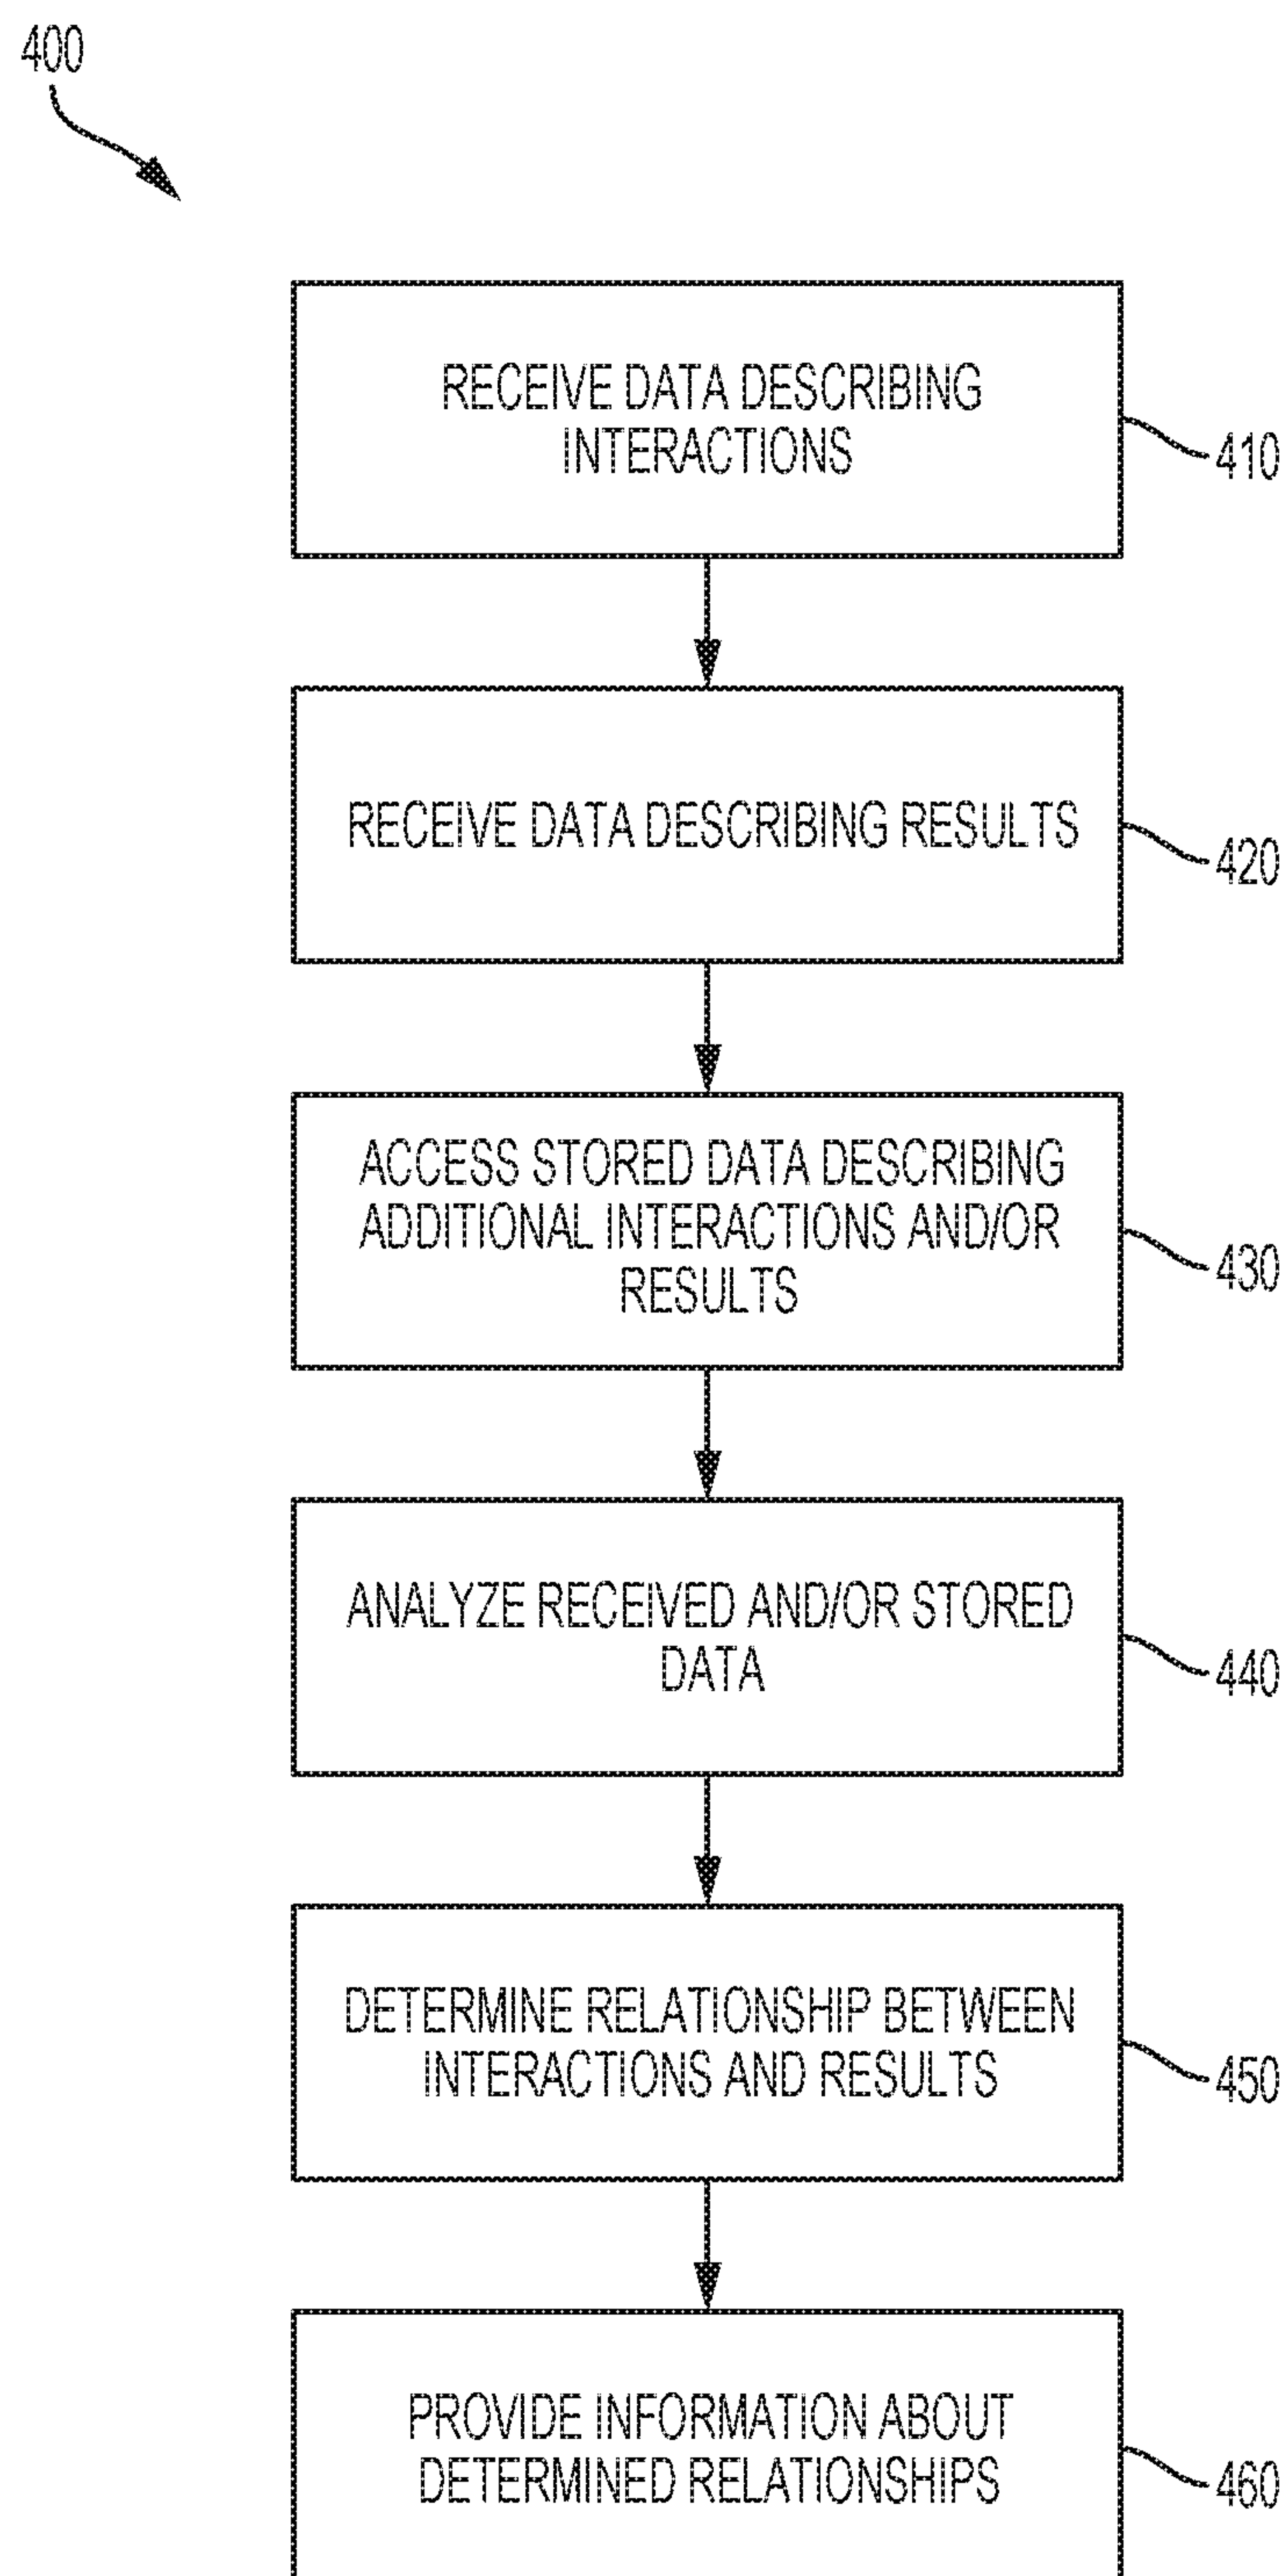 400
RECEIVE DATA DESCRIBING
INTERACTIONS
410
RECEIVE DATA DESCRIBING RESULTS
420
ACCESS STORED DATA DESCRIBING
ADDITIONAL INTERACTIONS AND/OR
RESULTS
430
ANALYZE RECEIVED AND/OR STORED
DATA
440
DETERMINE RELATIONSHIP BETWEEN
INTERACTIONS AND RESULTS
450
PROVIDE INFORMATION ABOUT
DETERMINED RELATIONSHIPS
460